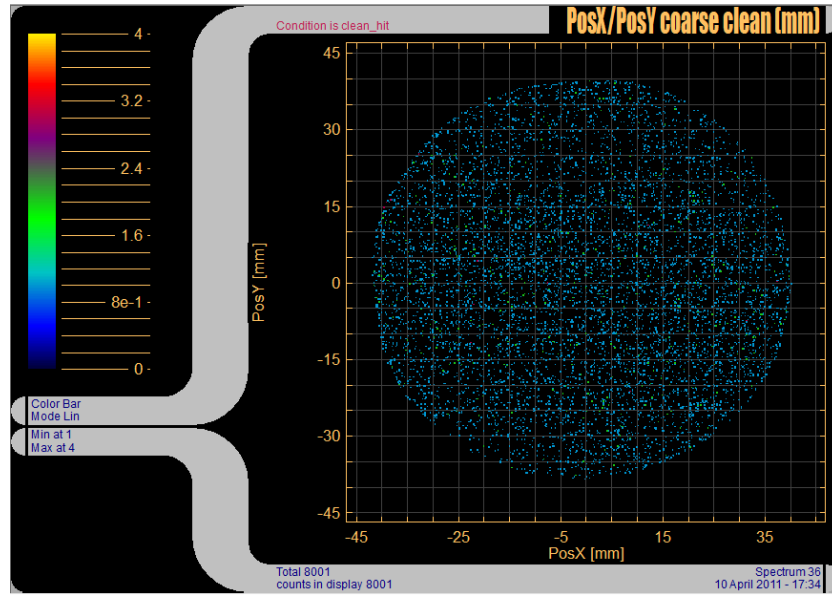 Condition is clean_hit
PosX/PosY coarse clean (mm)
4
3.2
2.4
1.6
8e-1
0
Color Bar
Mode Lin
Min at 1
Max at 4
PosY [mm]
45
30
15
0
-15
-30
-45
-45
-25
-5
15
35
PosX [mm]
Total 8001
counts in display 8001
Spectrum 36
10 April 2011 - 17:34